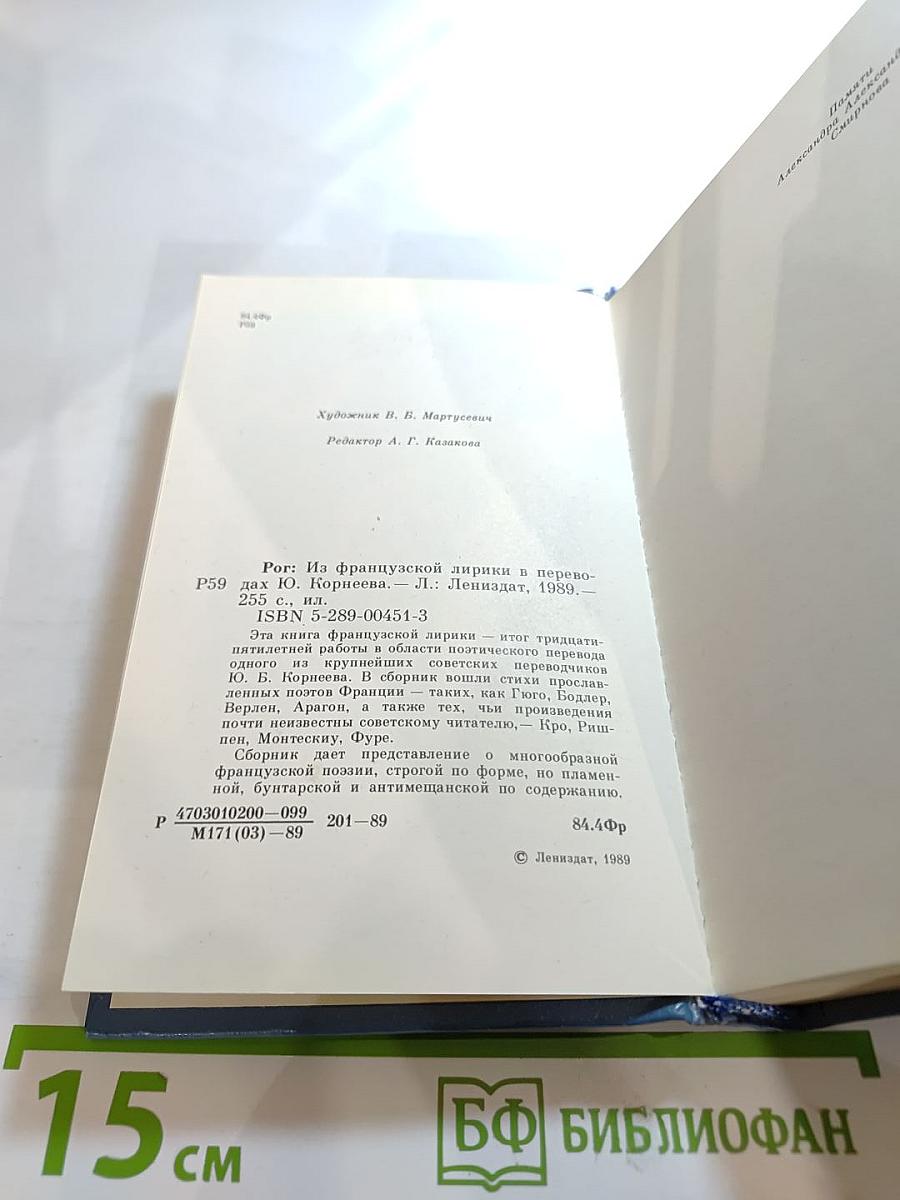 84.4Фр
Р59
Художник В. Б. Мартусевич
Редактор А. Г. Казакова
Рог: Из французской лирики в перево-
Р59 дах Ю. Корнеева.— Л.: Лениздат, 1989.—
255 с., ил.
ISBN 5-289-00451-3
Эта книга французской лирики — итог тридцати-
пятилетней работы в области поэтического перевода
одного из крупнейших советских переводчиков
Ю. Б. Корнеева. В сборник вошли стихи прослав-
ленных поэтов Франции — таких, как Гюго, Бодлер,
Верлен, Арагон, а также тех, чьи произведения
почти неизвестны советскому читателю,— Кро, Риш-
пен, Монтескиу, Фуре.
Сборник дает представление о многообразной
французской поэзии, строгой по форме, но пламен-
ной, бунтарской и антимещанской по содержанию.
Р 4703010200—099 201—89 84.4Фр
М171(03)—89
© Лениздат, 1989
Памяти
Александра
Смирнова
15 см
БФ БИБЛИОФАН